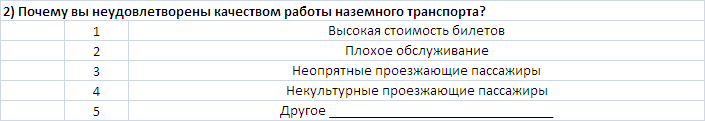 2) Почему вы неудовлетворены качеством работы наземного транспорта?
1 Высокая стоимость билетов
2 Плохое обслуживание
3 Неопрятные проезжающие пассажиры
4 Некультурные проезжающие пассажиры
5 Другое ______________________________